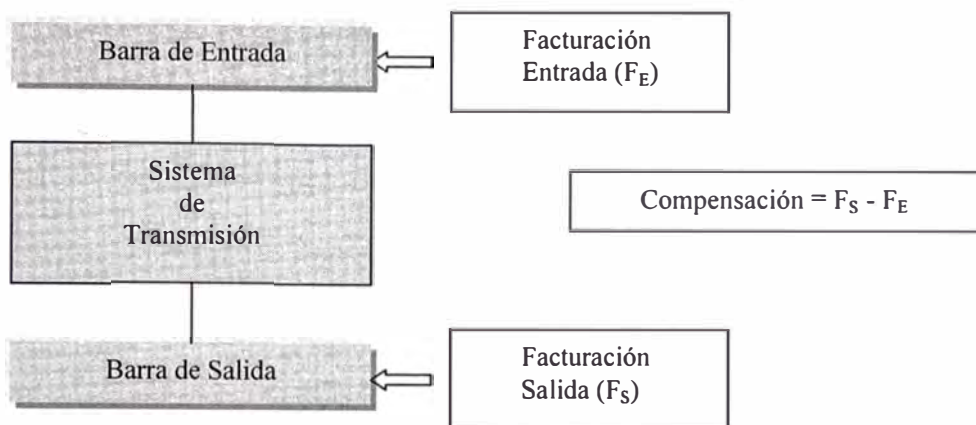 Barra de Entrada
Facturación
Entrada (F_E)
Sistema
de
Transmisión
Compensación = F_S - F_E
Barra de Salida
Facturación
Salida (F_S)